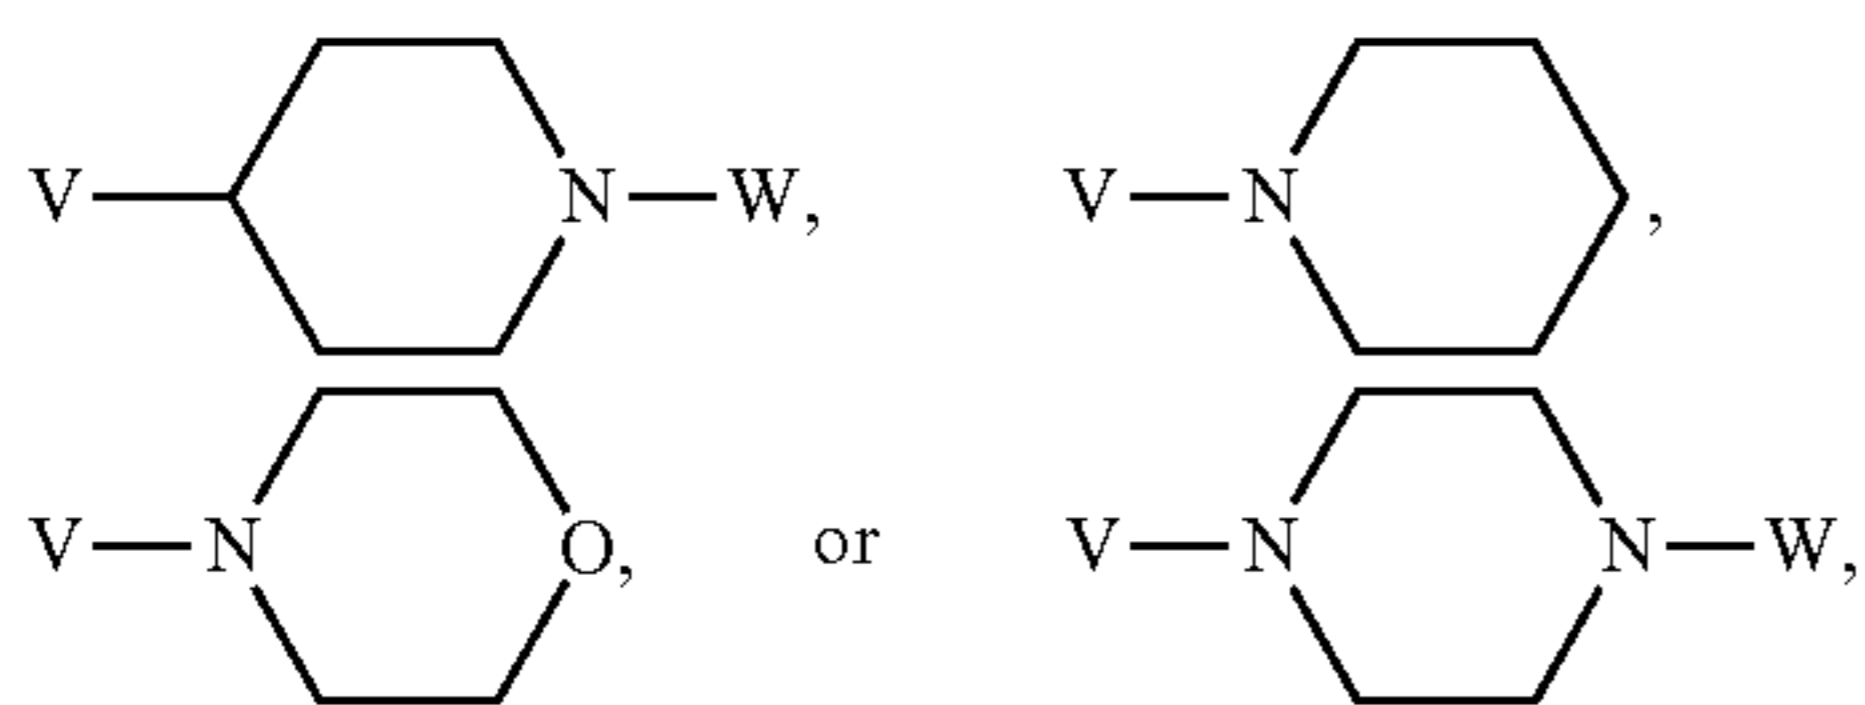 V—N—W, V—N,
V—N O, or V—N N—W,